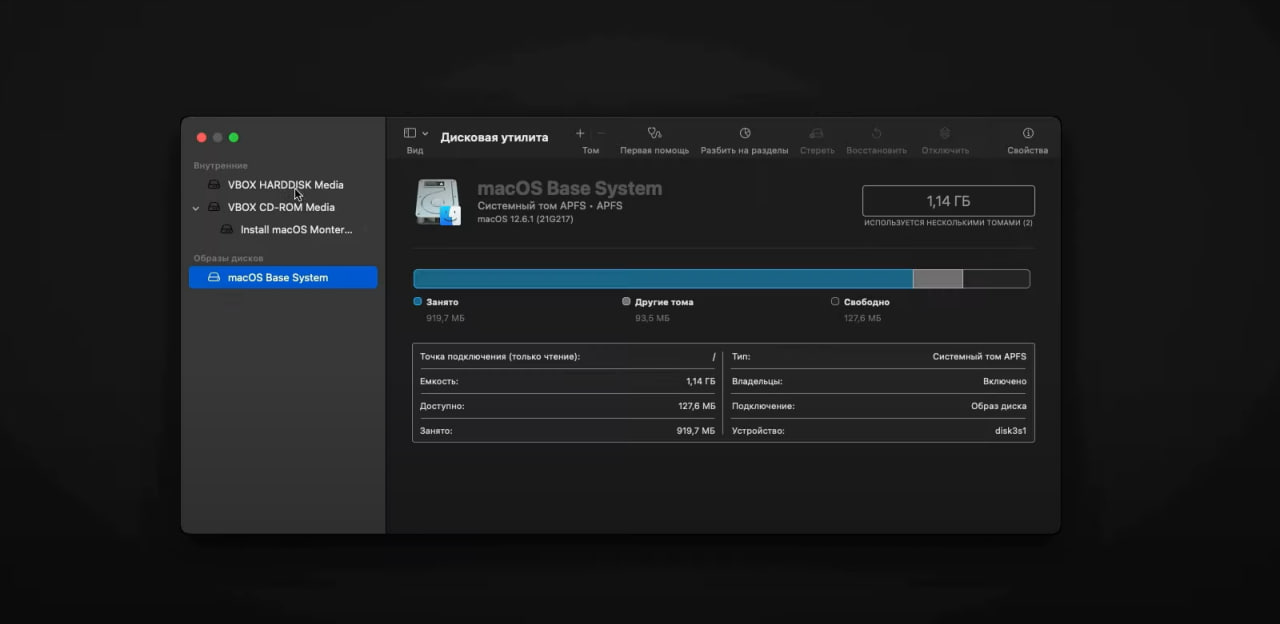 Дисковая утилита
Вид
Том
Первая помощь
Разбить на разделы
Стереть
Восстановить
Отключить
Свойства
Внутренние
VBOX HARDDISK Media
VBOX CD-ROM Media
Install macOS Monter...
Образы дисков
macOS Base System
macOS Base System
Системный том APFS • APFS
macOS 12.6.1 (21G217)
1,14 ГБ
ИСПОЛЬЗУЕТСЯ НЕСКОЛЬКИМИ ТОМАМИ (2)
Занято
919,7 МБ
Другие тома
93,5 МБ
Свободно
127,6 МБ
Точка подключения (только чтение): /
Емкость: 1,14 ГБ
Доступно: 127,6 МБ
Занято: 919,7 МБ
Тип: Системный том APFS
Владельцы: Включено
Подключение: Образ диска
Устройство: disk3s1